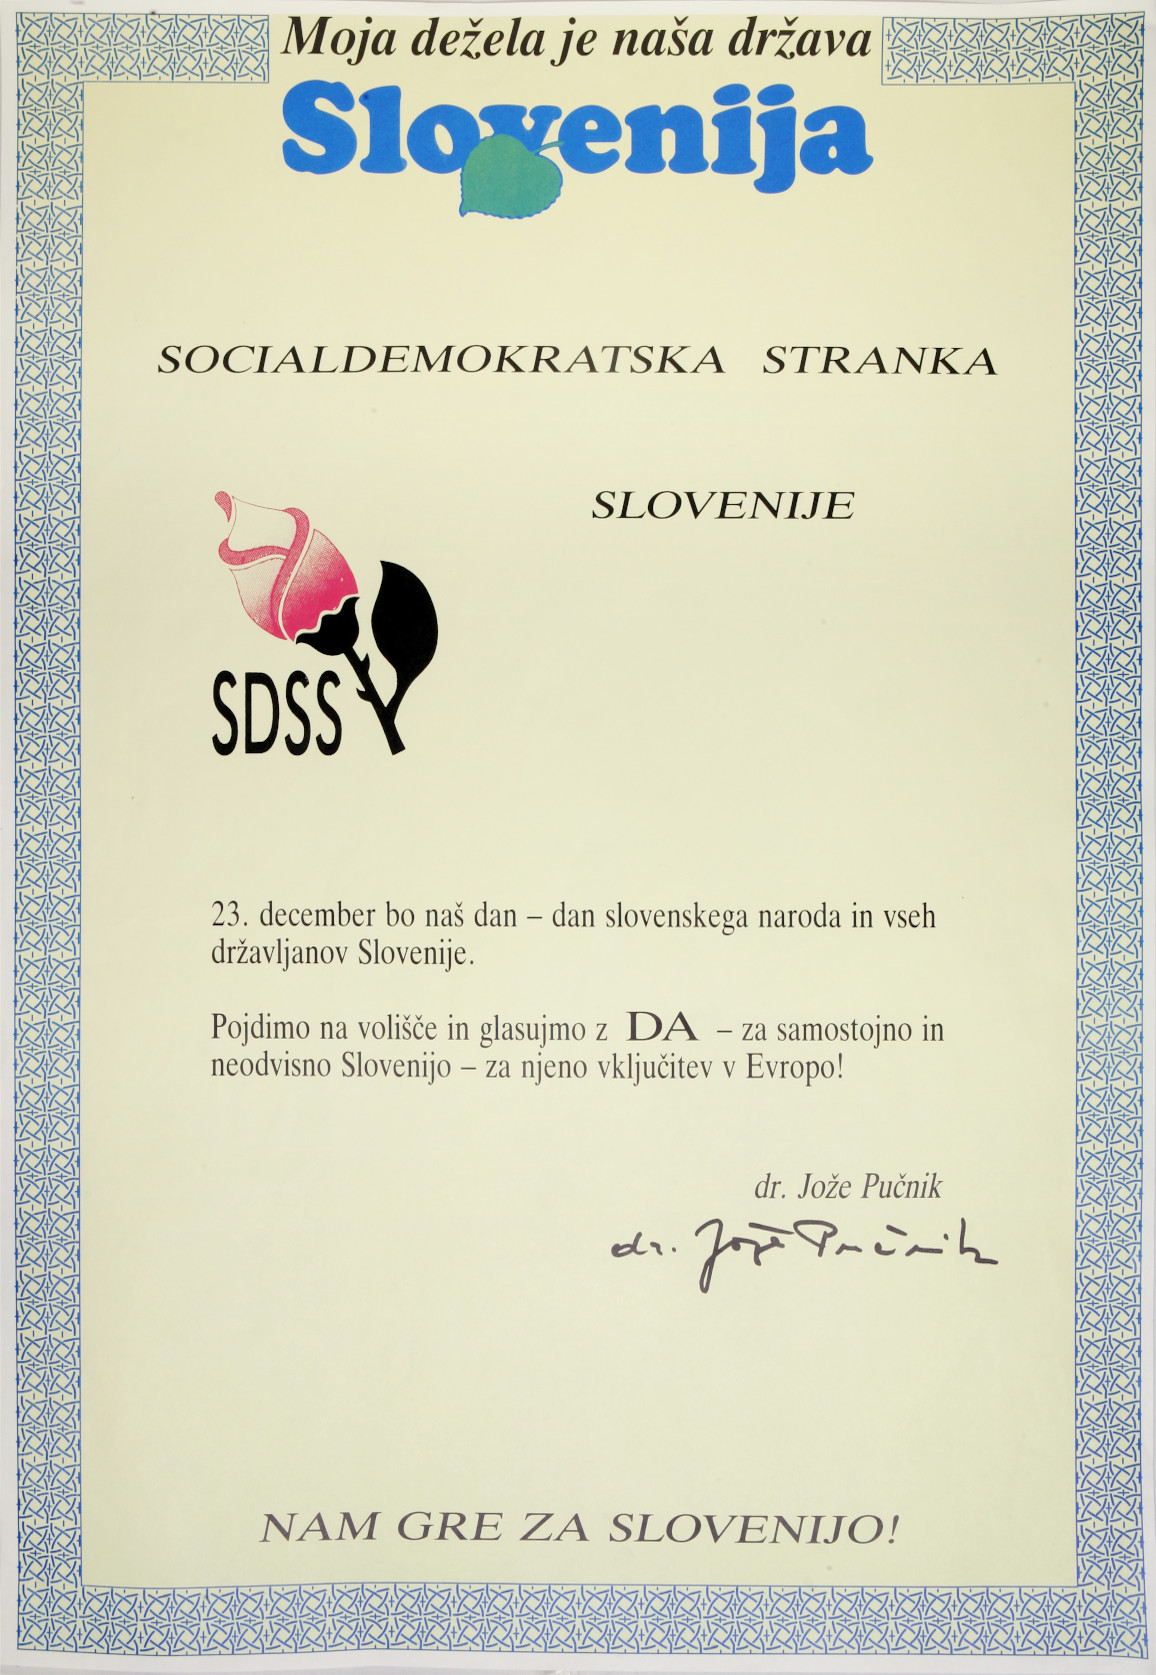 Moja dežela je naša država
Slovenija
SOCIALDEMOKRATSKA STRANKA
SLOVENIJE
SDSS
23. december bo naš dan – dan slovenskega naroda in vseh
državljanov Slovenije.
Pojdimo na volišče in glasujmo z DA – za samostojno in
neodvisno Slovenijo – za njeno vključitev v Evropo!
dr. Jože Pučnik
dr. Jože Pučnik
NAM GRE ZA SLOVENIJO!